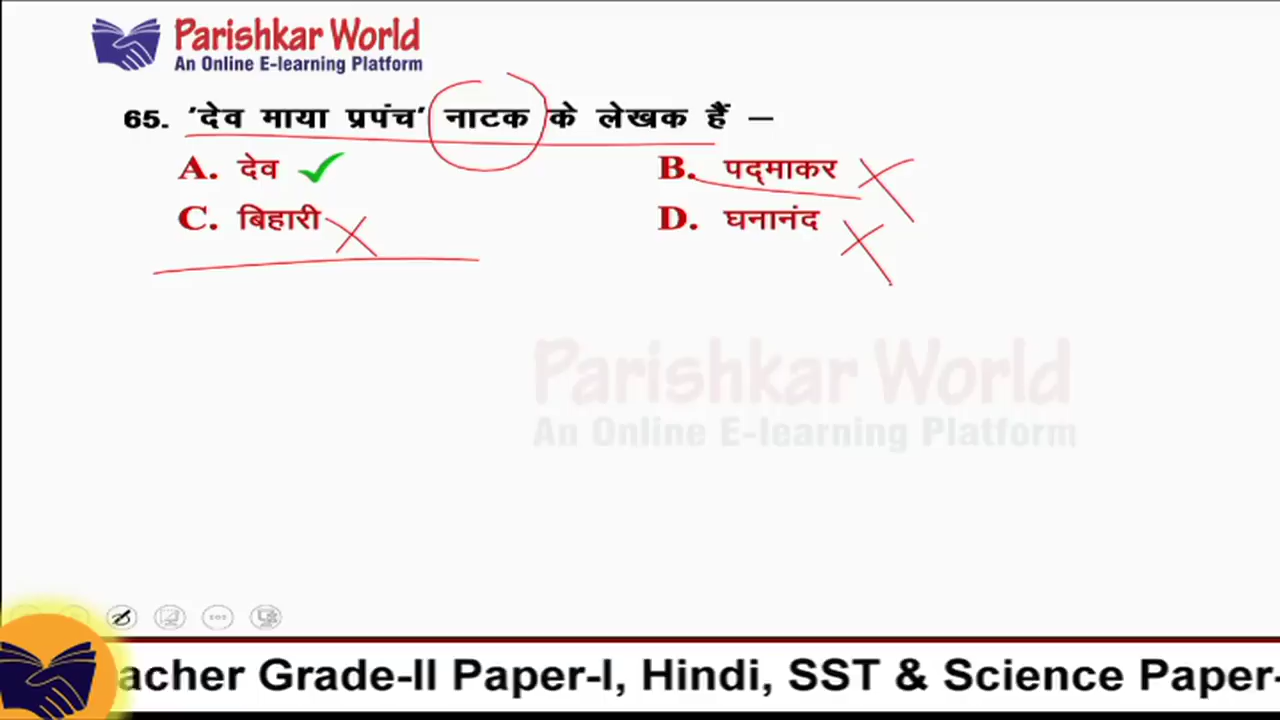 Parishkar World
An Online E-learning Platform
65. 'देव माया प्रपंच' नाटक के लेखक हैं –
A. देव
B. पद्माकर
C. बिहारी
D. घनानंद
Parishkar World
An Online E-learning Platform
acher Grade-II Paper-I, Hindi, SST & Science Paper-